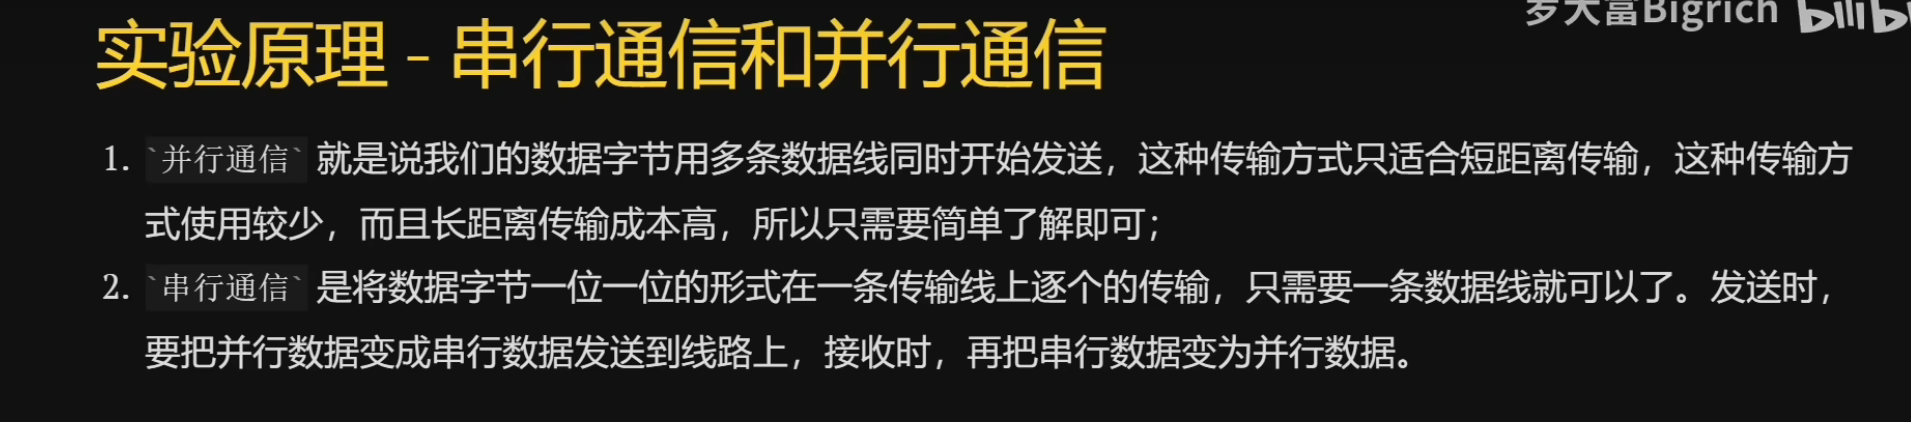 罗大富Bigrich bilibili
实验原理 - 串行通信和并行通信
1. `并行通信` 就是说我们的数据字节用多条数据线同时开始发送，这种传输方式只适合短距离传输，这种传输方
式使用较少，而且长距离传输成本高，所以只需要简单了解即可；
2. `串行通信` 是将数据字节一位一位的形式在一条传输线上逐个的传输，只需要一条数据线就可以了。发送时，
要把并行数据变成串行数据发送到线路上，接收时，再把串行数据变为并行数据。